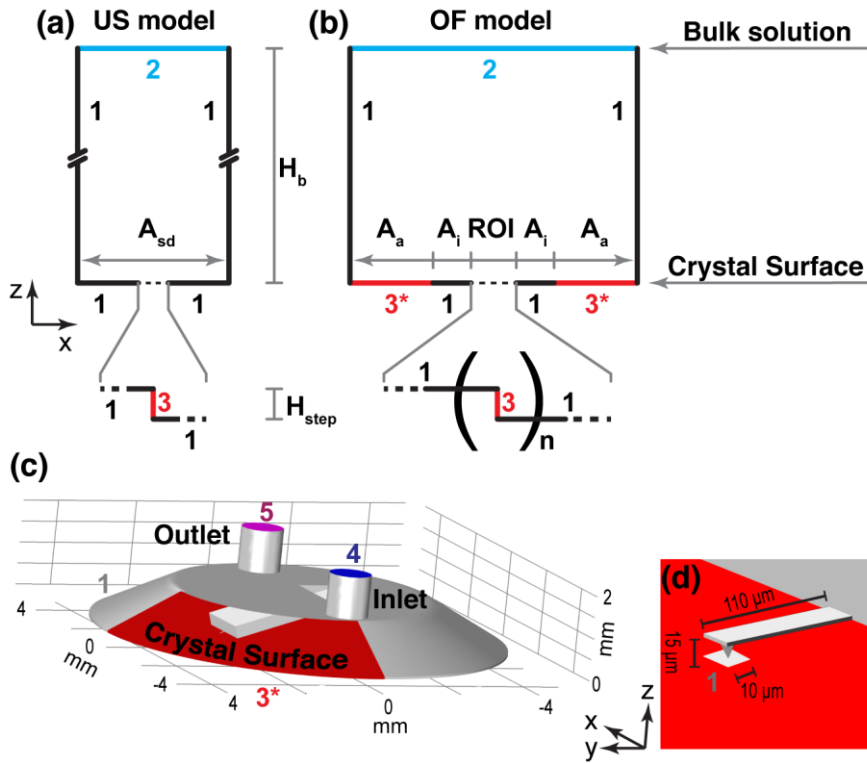 (a) US model
(b) OF model
Bulk solution
2
2
1
1
1
1
H_b
A_sd
A_a
A_i
ROI
A_i
A_a
Crystal Surface
z
x
1
1
3*
1
1
3*
1
3
1
H_step
1
(
3
)
n
1
(c)
5
Outlet
4
Inlet
1
Crystal Surface
3*
4
0
mm
-4
4
0
mm
-4
2
mm
0
(d)
110 µm
15 µm
10 µm
1
z
x
y